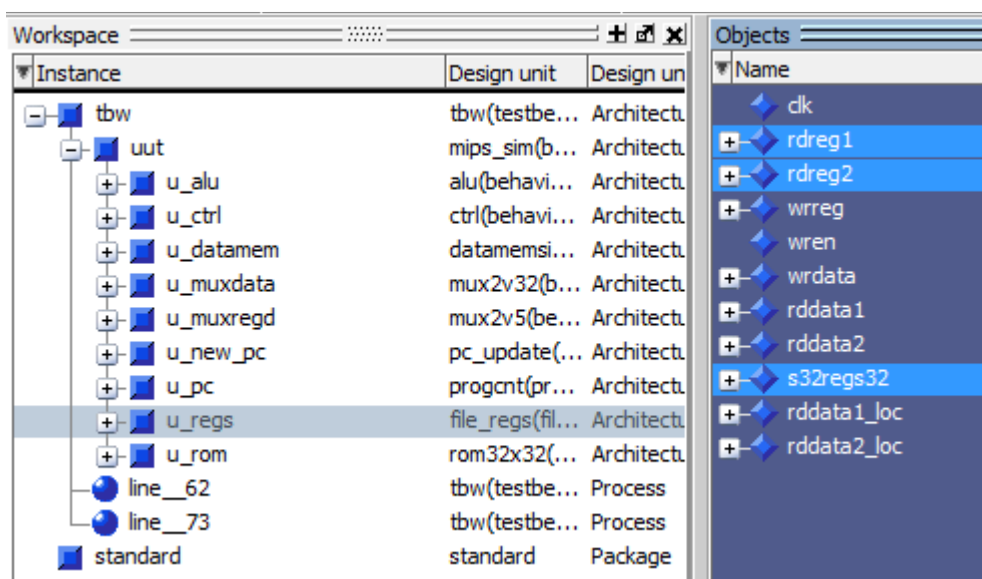 Workspace
Instance Design unit Design un
tbw tbw(testbe... Architectu
uut mips_sim(b... Architectu
u_alu alu(behavi... Architectu
u_ctrl ctrl(behavi... Architectu
u_datamem datamemsi... Architectu
u_muxdata mux2v32(b... Architectu
u_muxregd mux2v5(be... Architectu
u_new_pc pc_update(... Architectu
u_pc progcnt(pr... Architectu
u_regs file_regs(fil... Architectu
u_rom rom32x32(... Architectu
line__62 tbw(testbe... Process
line__73 tbw(testbe... Process
standard standard Package
Objects
Name
clk
rdreg1
rdreg2
wrreg
wren
wrdata
rddata1
rddata2
s32regs32
rddata1_loc
rddata2_loc